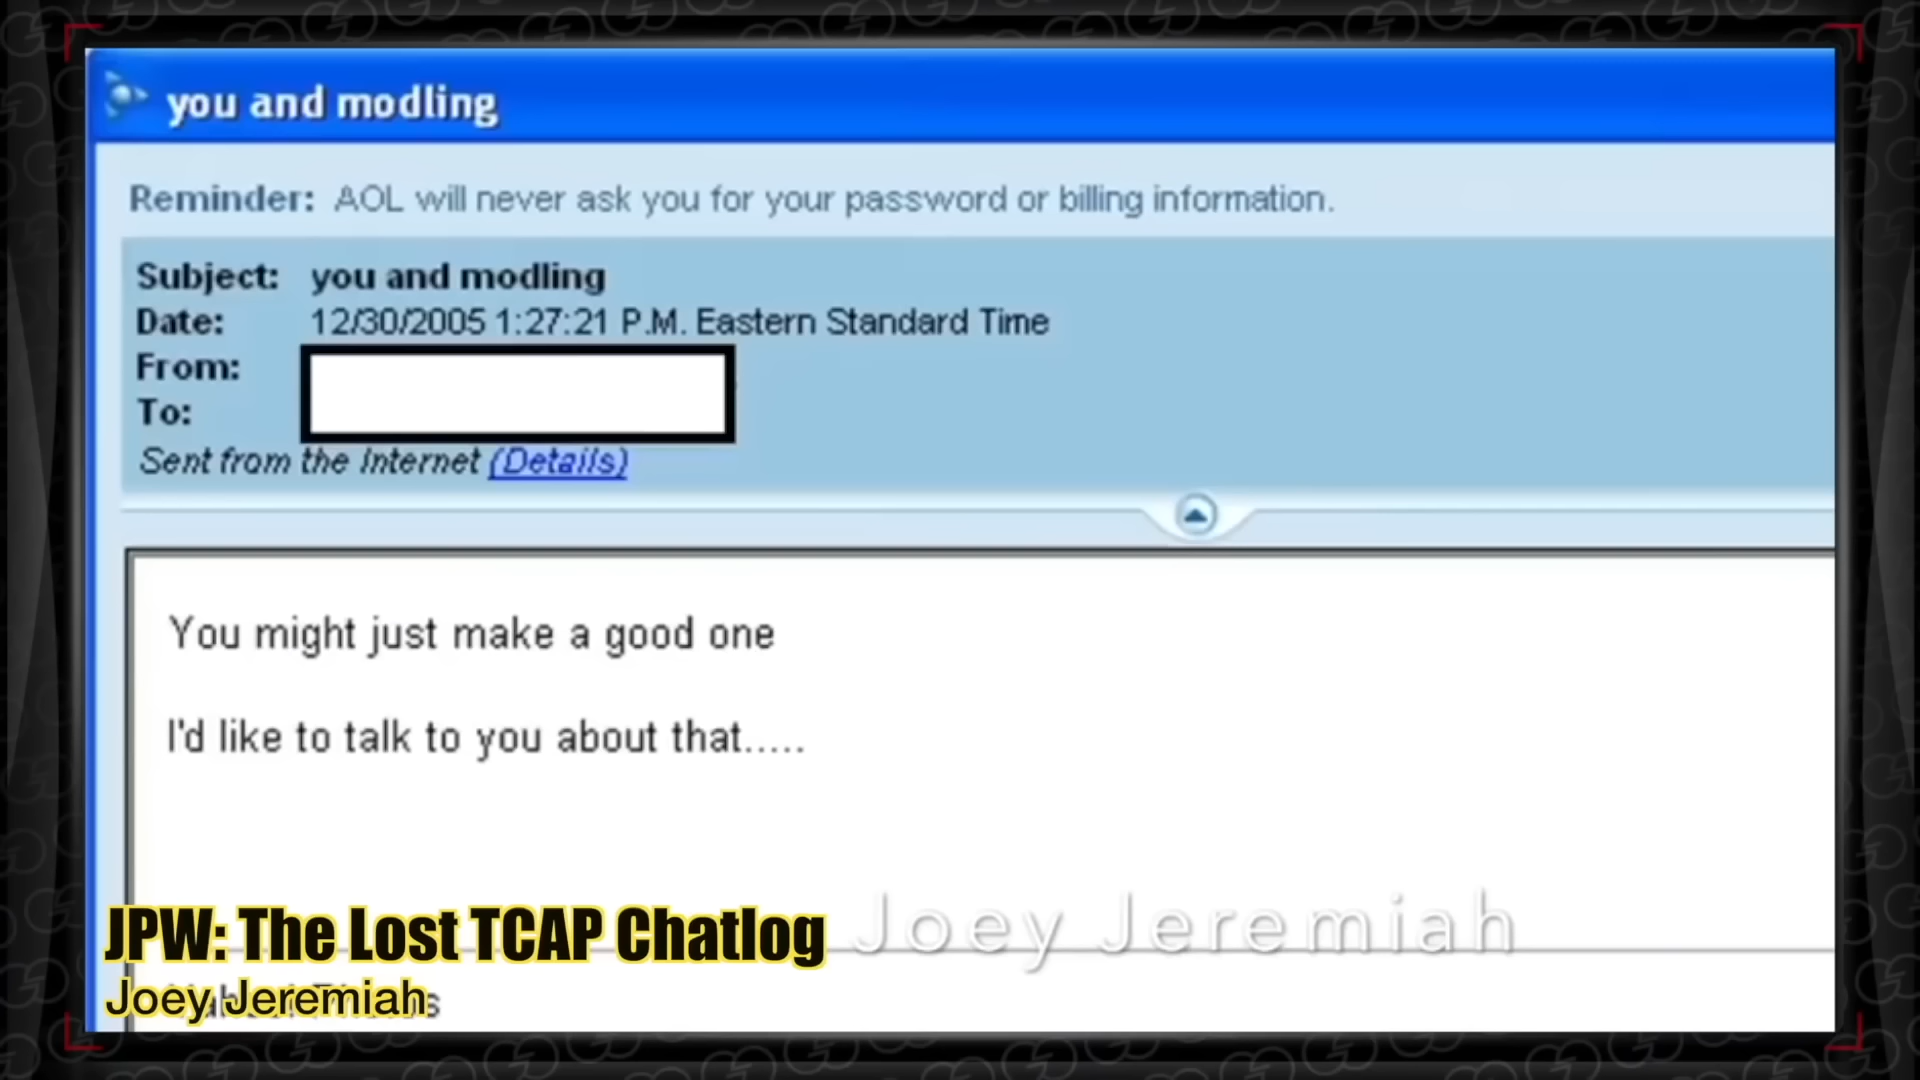 you and modling
Reminder: AOL will never ask you for your password or billing information.
Subject: you and modling
Date: 12/30/2005 1:27:21 P.M. Eastern Standard Time
From:
To:
Sent from the Internet (Details)
You might just make a good one
I'd like to talk to you about that.....
Joey Jeremiah
JPW: The Lost TCAP Chatlog
Joey Jeremiah